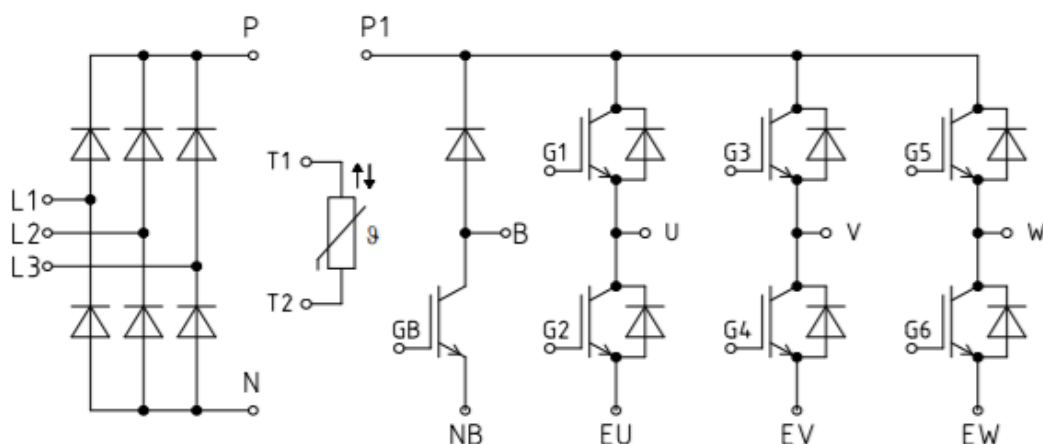 P P1
T1
G1 G3 G5
L1
L2 ϑ B U V W
L3
T2
GB G2 G4 G6
N
NB EU EV EW